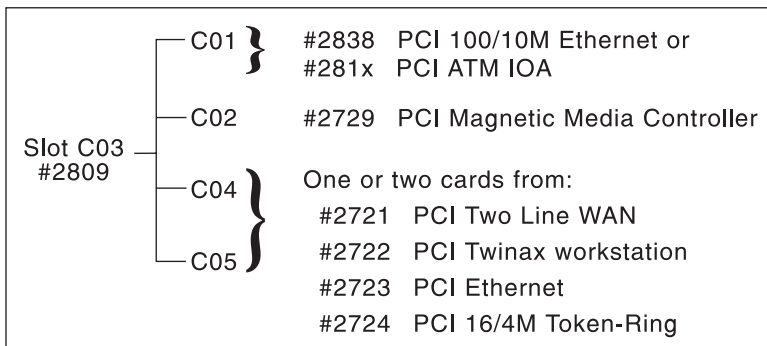 C01 } #2838 PCI 100/10M Ethernet or
#281x PCI ATM IOA
C02 #2729 PCI Magnetic Media Controller
Slot C03
#2809
C04 } One or two cards from:
#2721 PCI Two Line WAN
#2722 PCI Twinax workstation
C05 #2723 PCI Ethernet
#2724 PCI 16/4M Token-Ring